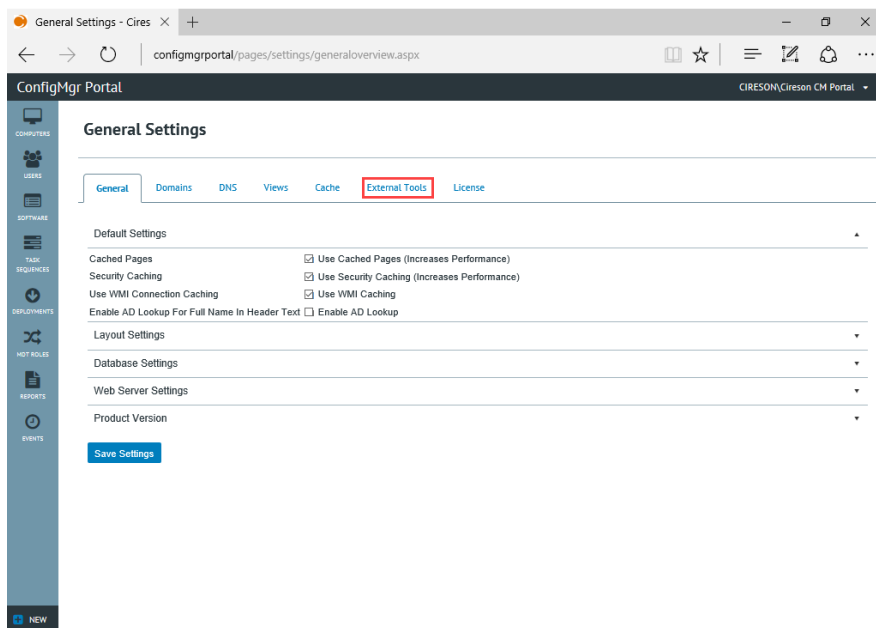 General Settings - Cires
configmgrportal/pages/settings/generaloverview.aspx
ConfigMgr Portal
CIRESON\Cireson CM Portal
COMPUTERS
USERS
SOFTWARE
TASK
SEQUENCES
DEPLOYMENTS
MDT ROLES
REPORTS
EVENTS
NEW
General Settings
General Domains DNS Views Cache External Tools License
Default Settings
Cached Pages Use Cached Pages (Increases Performance)
Security Caching Use Security Caching (Increases Performance)
Use WMI Connection Caching Use WMI Caching
Enable AD Lookup For Full Name In Header Text Enable AD Lookup
Layout Settings
Database Settings
Web Server Settings
Product Version
Save Settings